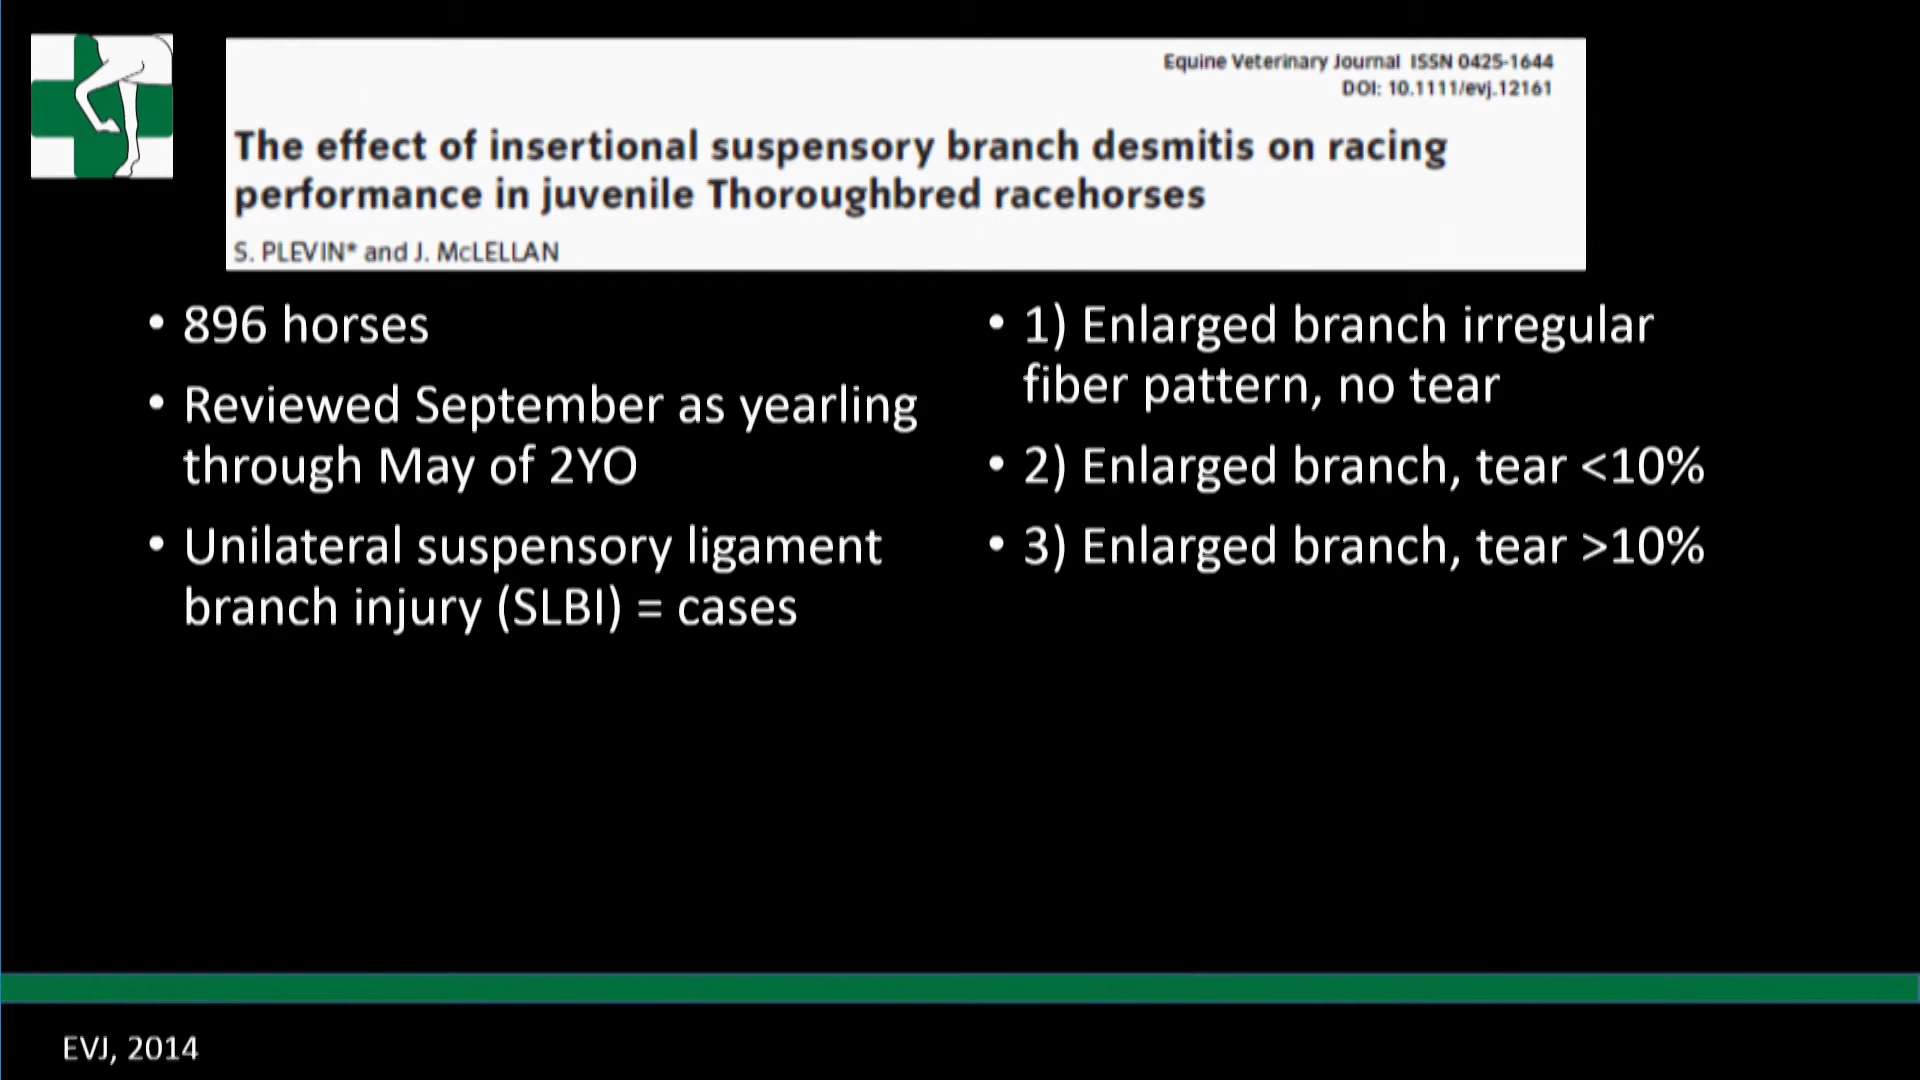 Equine Veterinary Journal ISSN 0425-1644
DOI: 10.1111/evj.12161
The effect of insertional suspensory branch desmitis on racing
performance in juvenile Thoroughbred racehorses
S. PLEVIN* and J. McLELLAN
• 896 horses
• Reviewed September as yearling
through May of 2YO
• Unilateral suspensory ligament
branch injury (SLBI) = cases
• 1) Enlarged branch irregular
fiber pattern, no tear
• 2) Enlarged branch, tear <10%
• 3) Enlarged branch, tear >10%
EVJ, 2014